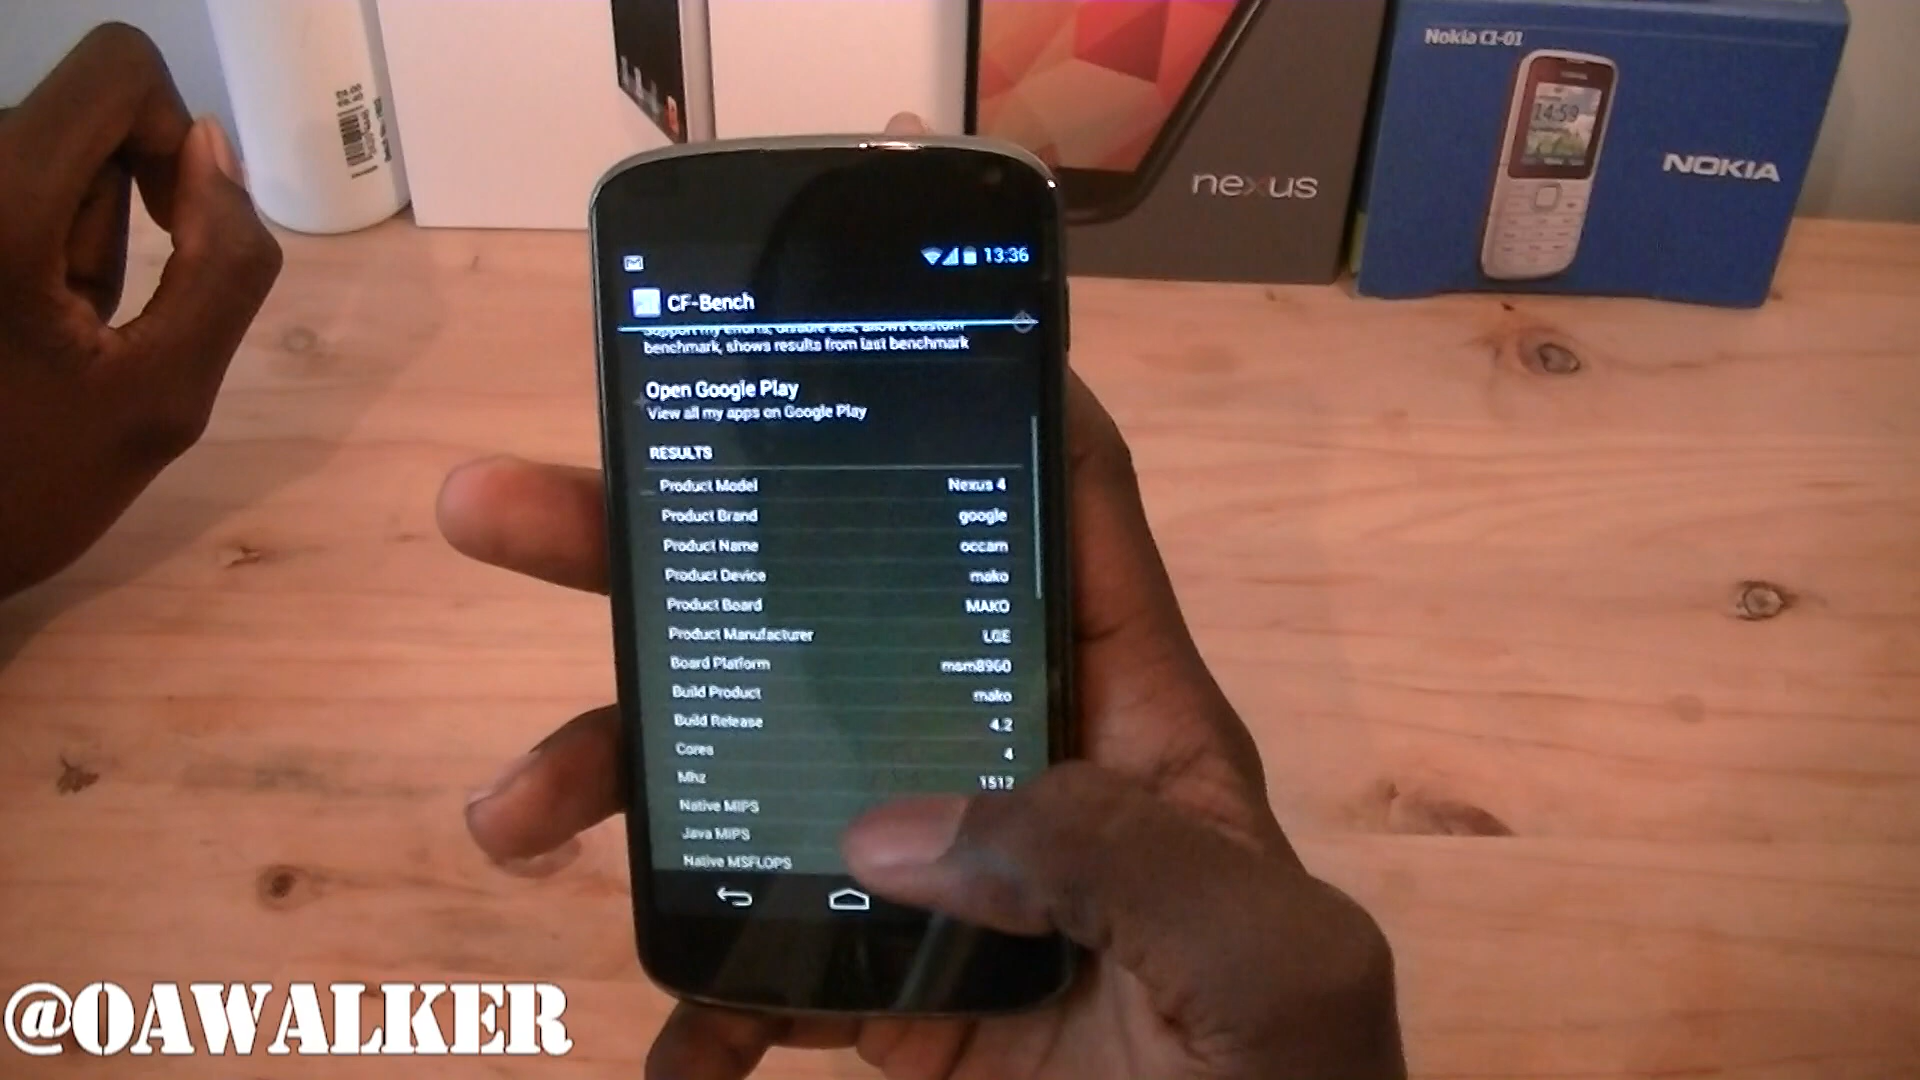 Nokia C1-01
14:59
NOKIA
nexus
13:36
CF-Bench
benchmark, shows results from last benchmark
Open Google Play
View all my apps on Google Play
RESULTS
Product Model Nexus 4
Product Brand google
Product Name occam
Product Device mako
Product Board MAKO
Product Manufacturer LGE
Board Platform msm8960
Build Product mako
Build Release 4.2
Cores 4
Mhz 1512
Native MIPS
Java MIPS
Native MSFLOPS
@OAWALKER